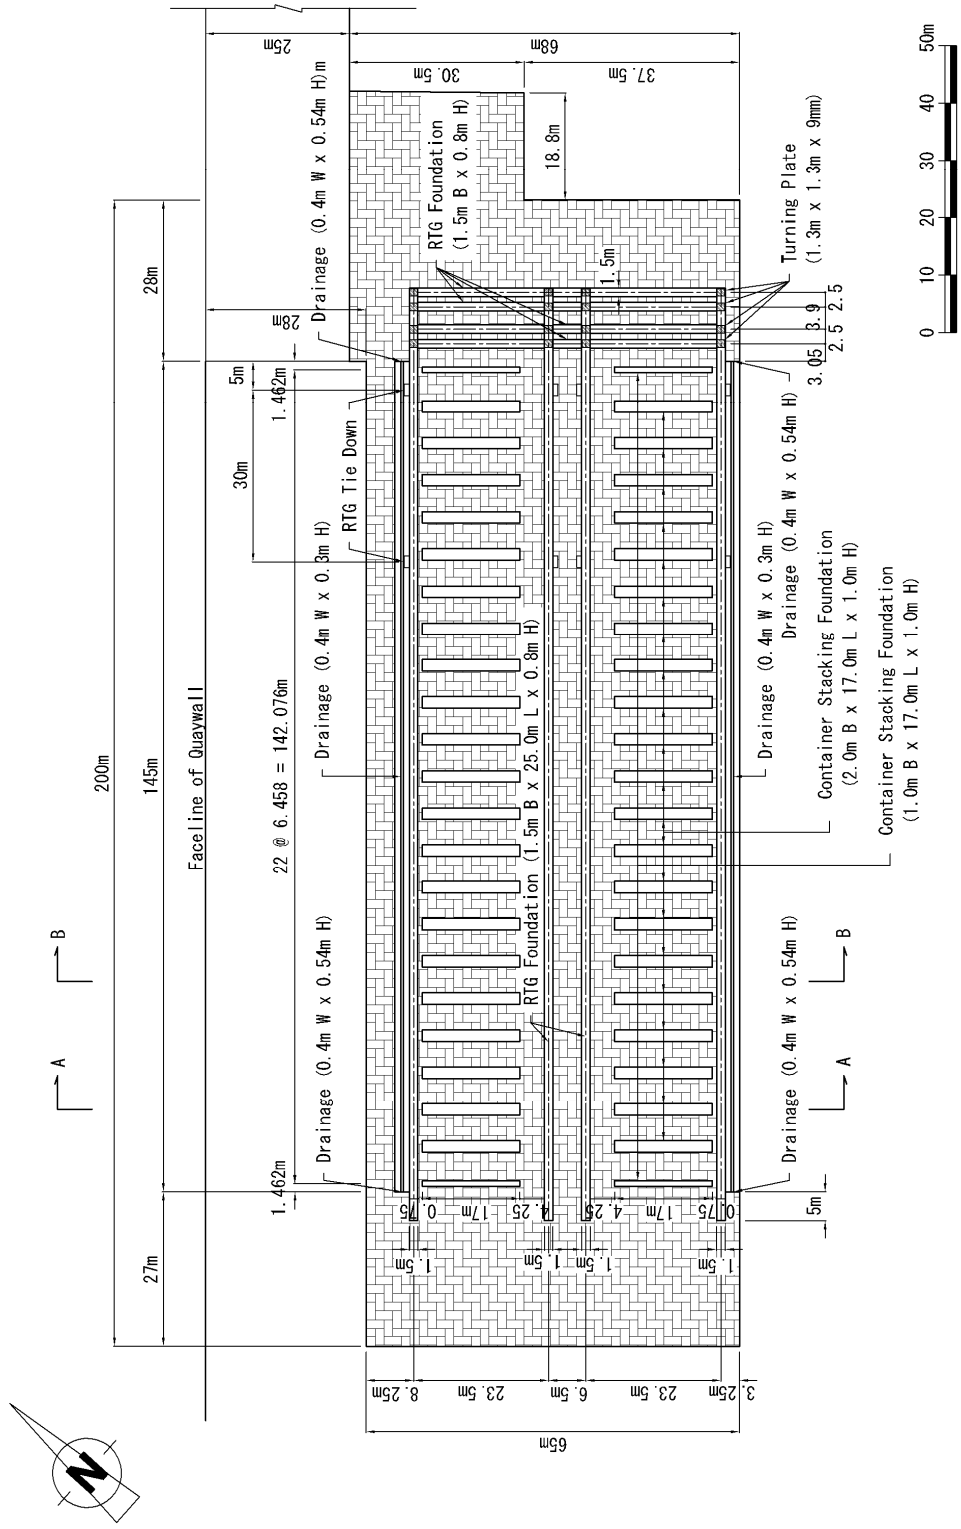 25m
68m
30.5m
37.5m
18.8m
200m
28m
28m
145m
27m
5m
1.462m
30m
Faceline of Quaywall
22 @ 6.458 = 142.076m
1.462m
Drainage (0.4m W x 0.54m H)m
RTG Foundation
(1.5m B x 0.8m H)
1.5m
Turning Plate
(1.3m x 1.3m x 9mm)
2.5
3.9
2.5
3.05
RTG Tie Down
Drainage (0.4m W x 0.3m H)
Drainage (0.4m W x 0.54m H)
RTG Foundation (1.5m B x 25.0m L x 0.8m H)
Drainage (0.4m W x 0.54m H)
Drainage (0.4m W x 0.3m H)
Container Stacking Foundation
(2.0m B x 17.0m L x 1.0m H)
Container Stacking Foundation
(1.0m B x 17.0m L x 1.0m H)
Drainage (0.4m W x 0.54m H)
A
B
A
B
0.75
17m
4.25
4.25
17m
0.75
5m
1.5m
1.5m
1.5m
1.5m
8.25m
23.5m
6.5m
23.5m
3.25m
65m
N
0
10
20
30
40
50m